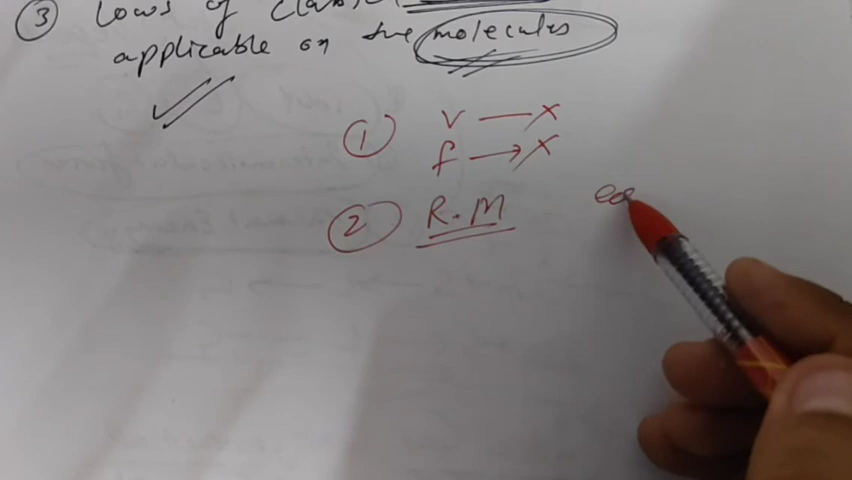 ③ Laws of
applicable on the molecules
① V — X
f → X
② R.M